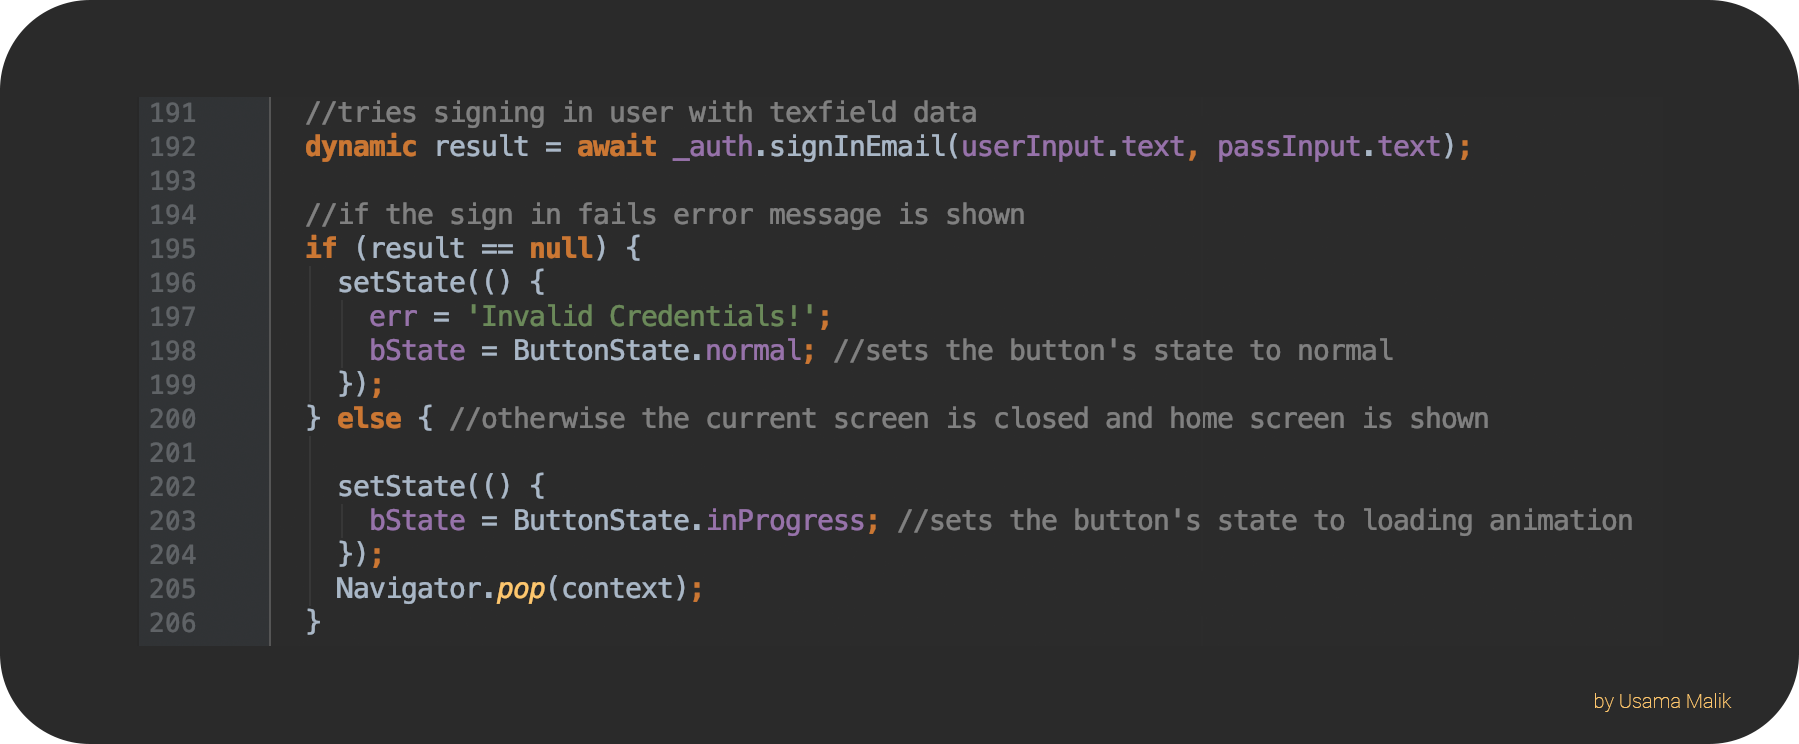 191 //tries signing in user with texfield data
192 dynamic result = await _auth.signInEmail(userInput.text, passInput.text);
193
194 //if the sign in fails error message is shown
195 if (result == null) {
196 setState(() {
197 err = 'Invalid Credentials!';
198 bState = ButtonState.normal; //sets the button's state to normal
199 });
200 } else { //otherwise the current screen is closed and home screen is shown
201
202 setState(() {
203 bState = ButtonState.inProgress; //sets the button's state to loading animation
204 });
205 Navigator.pop(context);
206 }
by Usama Malik